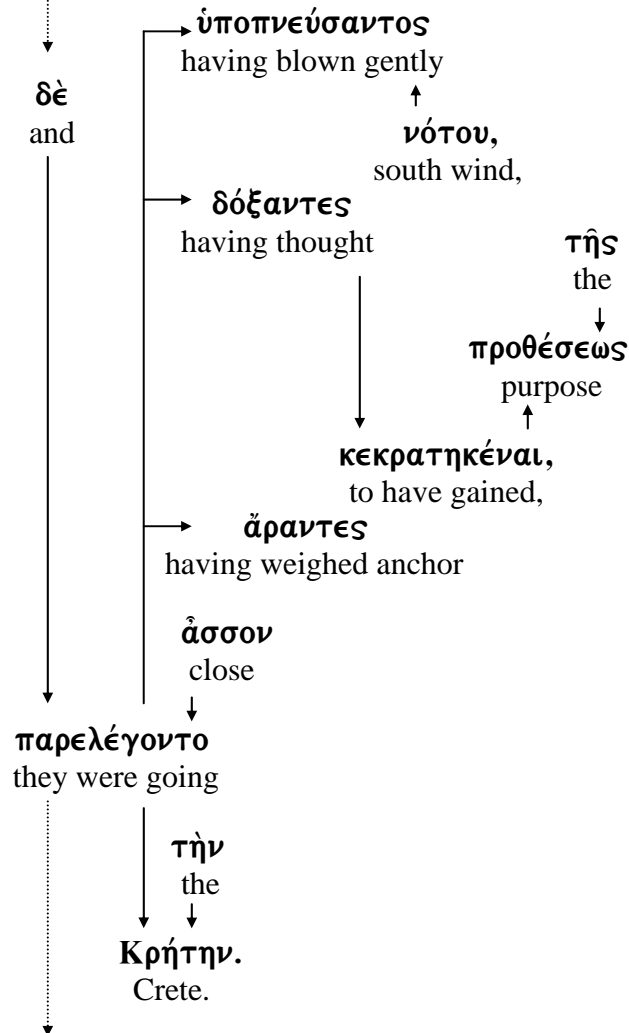 ὑποπνεύσαντος
having blown gently
δὲ
and
νότου,
south wind,
δόξαντες
having thought
τῆς
the
προθέσεως
purpose
κεκρατηκέναι,
to have gained,
ἄραντες
having weighed anchor
ἆσσον
close
παρελέγοντο
they were going
τὴν
the
Κρήτην.
Crete.